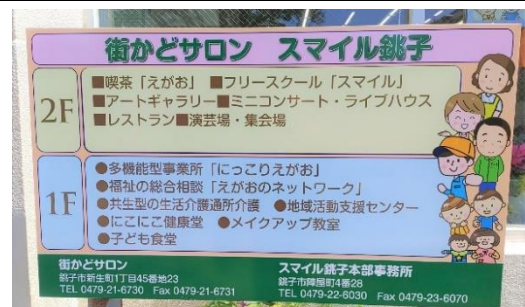 街かどサロン スマイル銚子
2F
■喫茶「えがお」 ■フリースクール「スマイル」
■アートギャラリー■ミニコンサート・ライブハウス
■レストラン■演芸場・集会場
1F
●多機能型事業所「にっこりえがお」
●福祉の総合相談「えがおのネットワーク」
●共生型の生活介護通所介護 ●地域活動支援センター
●にこにこ健康堂 ●メイクアップ教室
●子ども食堂
街かどサロン
銚子市新生町1丁目45番地23
TEL 0479-21-6730 Fax 0479-21-6731
スマイル銚子本部事務所
銚子市陣屋町4番28
TEL 0479-22-6030 Fax 0479-23-6070